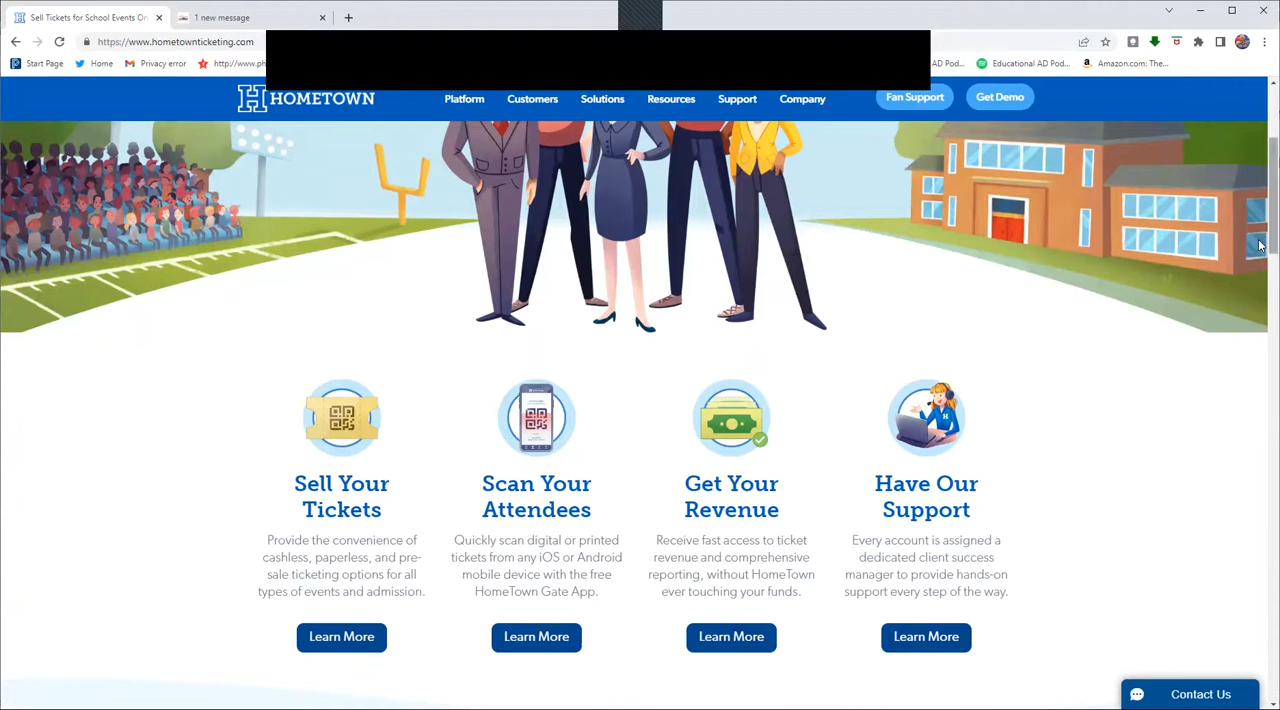 Sell Tickets for School Events On
1 new message
https://www.hometownticketing.com
Start Page
Home
Privacy error
http://www.ph
AD Pod...
Educational AD Pod...
Amazon.com: The...
HOMETOWN
Platform
Customers
Solutions
Resources
Support
Company
Fan Support
Get Demo
Sell Your
Tickets
Provide the convenience of
cashless, paperless, and pre-
sale ticketing options for all
types of events and admission.
Learn More
Scan Your
Attendees
Quickly scan digital or printed
tickets from any iOS or Android
mobile device with the free
HomeTown Gate App.
Learn More
Get Your
Revenue
Receive fast access to ticket
revenue and comprehensive
reporting, without HomeTown
ever touching your funds.
Learn More
Have Our
Support
Every account is assigned a
dedicated client success
manager to provide hands-on
support every step of the way.
Learn More
Contact Us